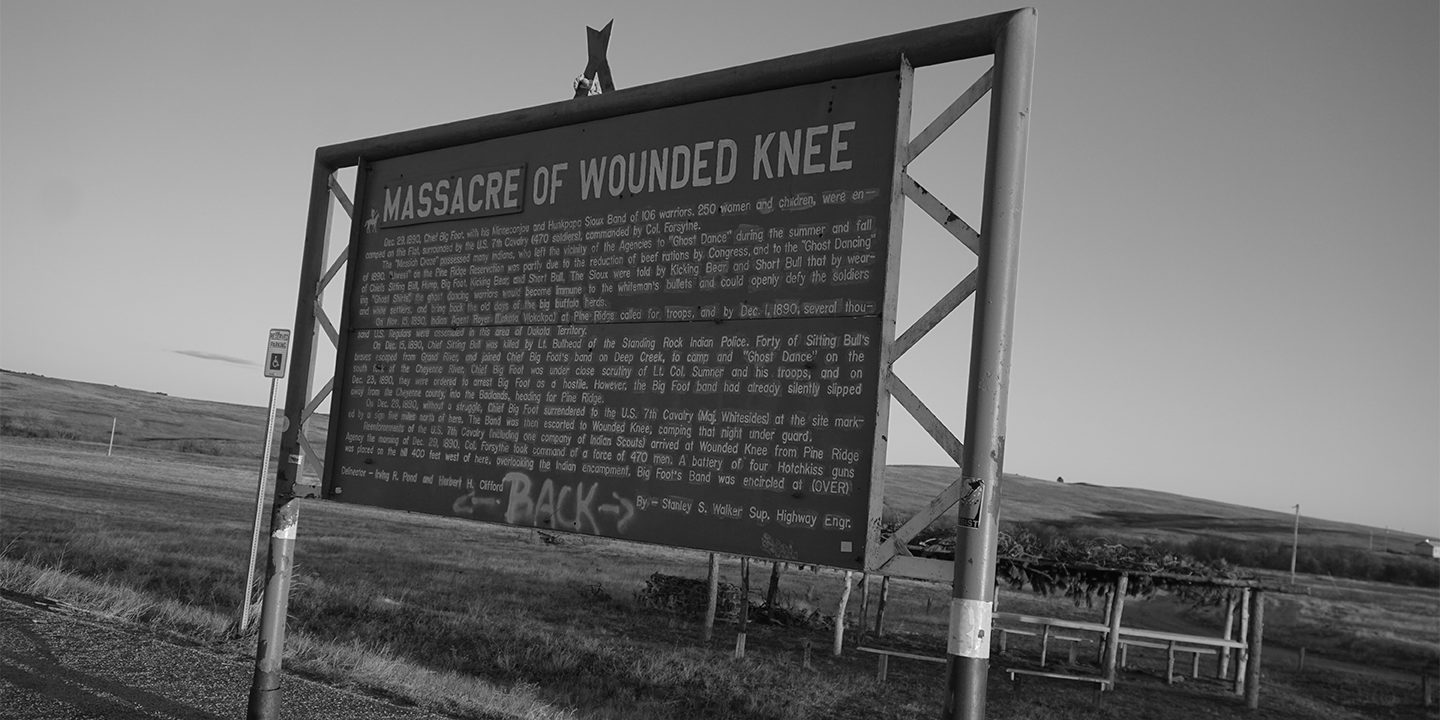 MASSACRE OF WOUNDED KNEE
Dec. 29, 1890, Chief Big Foot, with his Minneconjou and Hunkpapa Sioux Band of 106 warriors, 250 women and children, were en-
camped on this Flat, surrounded by the U.S. 7th Cavalry (470 soldiers), commanded by Col. Forsythe.
The "Messiah Craze" possessed many indians, who left the vicinity of the Agencies to "Ghost Dance" during the summer and fall
of 1890. "Unrest" on the Pine Ridge Reservation was partly due to the reduction of beef rations by Congress, and to the "Ghost Dancing"
of Chiefs Sitting Bull, Hump, Big Foot, Kicking Bear, and Short Bull. The Sioux were told by Kicking Bear and Short Bull that by wear-
ing "Ghost Shirts", the ghost dancing warriors would become immune to the whiteman's bullets and could openly defy the soldiers
and white settlers, and bring back the old days of the big buffalo herds.
On Nov. 15, 1890, Indian Agent Royer (Lakota Wokokpa) at Pine Ridge called for troops, and by Dec. 1, 1890, several thou-
sand U.S. Regulars were assembled in this area of Dakota Territory.
On Dec. 15, 1890, Chief Sitting Bull was killed by Lt. Bullhead of the Standing Rock Indian Police. Forty of Sitting Bull's
braves escaped from Grand River, and joined Chief Big Foot's band on Deep Creek, to camp and "Ghost Dance" on the
south fork of the Cheyenne River. Chief Big Foot was under close scrutiny of Lt. Col. Sumner and his troops, and on
Dec. 23, 1890, they were ordered to arrest Big Foot as a hostile. However, the Big Foot band had already silently slipped
away from the Cheyenne county, into the Badlands, heading for Pine Ridge.
On Dec. 28, 1890, without a struggle, Chief Big Foot surrendered to the U.S. 7th Cavalry (Maj. Whitesides) at the site mark-
ed by a sign five miles north of here. The Band was then escorted to Wounded Knee, camping that night under guard.
Reenforcements of the U.S. 7th Cavalry (including one company of Indian Scouts) arrived at Wounded Knee from Pine Ridge
Agency the morning of Dec. 29, 1890. Col. Forsythe took command of a force of 470 men. A battery of four Hotchkiss guns
was placed on the hill 400 feet west of here, overlooking the Indian encampment. Big Foot's Band was encircled at (OVER)
Delineator - Irving R. Pond and Herbert H. Clifford
<- BACK ->
By - Stanley S. Walker Sup. Highway Engr.
RESERVED
PARKING